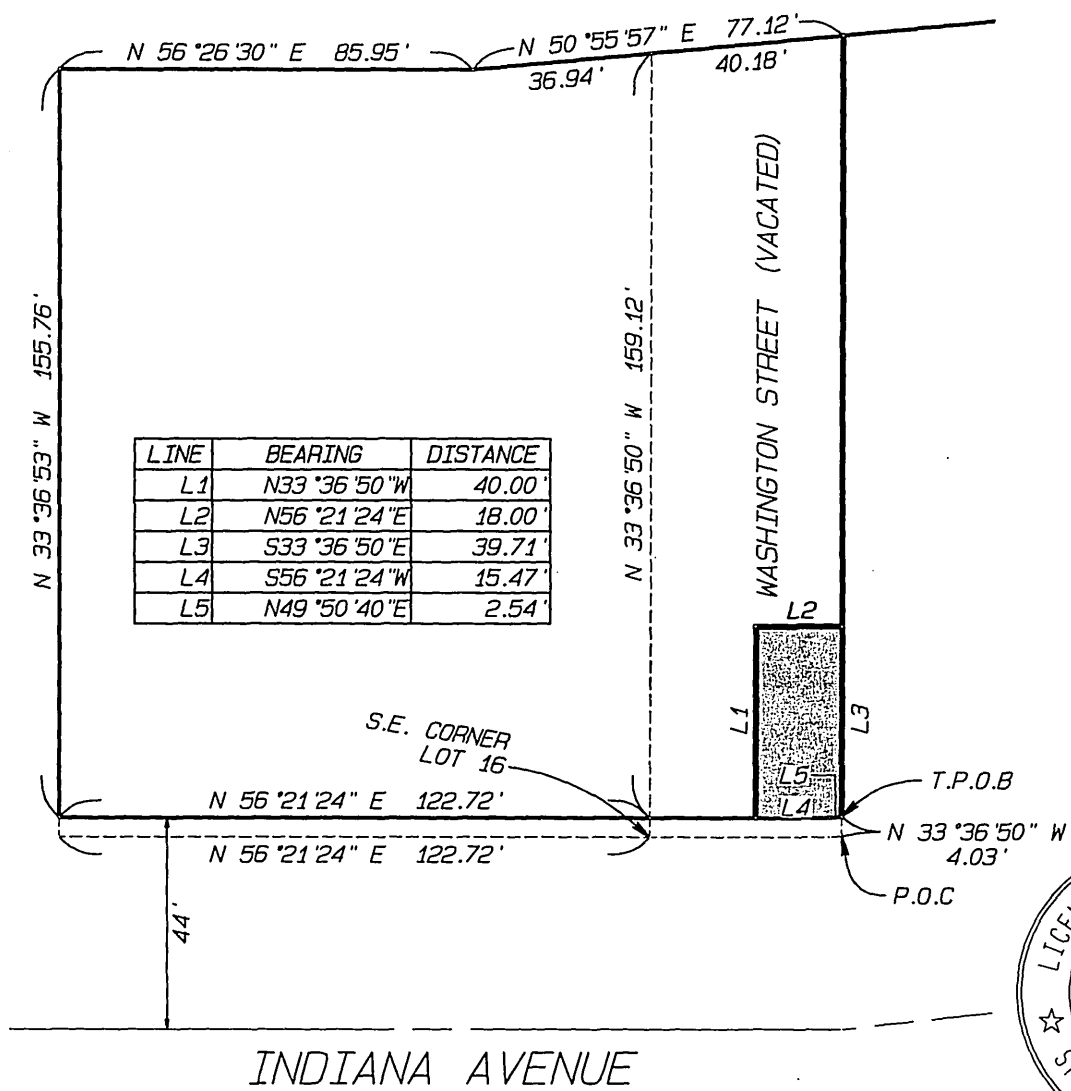 N 56°26'30" E 85.95'
N 50°55'57" E 77.12'
36.94'
40.18'
WASHINGTON STREET (VACATED)
N 33°36'53" W 155.76'
N 33°36'50" W 159.12'
LINE BEARING DISTANCE
L1 N33°36'50"W 40.00'
L2 N56°21'24"E 18.00'
L3 S33°36'50"E 39.71'
L4 S56°21'24"W 15.47'
L5 N49°50'40"E 2.54'
L2
L1
L3
S.E. CORNER
LOT 16
L5
L4
T.P.O.B
N 56°21'24" E 122.72'
N 33°36'50" W
4.03'
N 56°21'24" E 122.72'
P.O.C
44'
INDIANA AVENUE